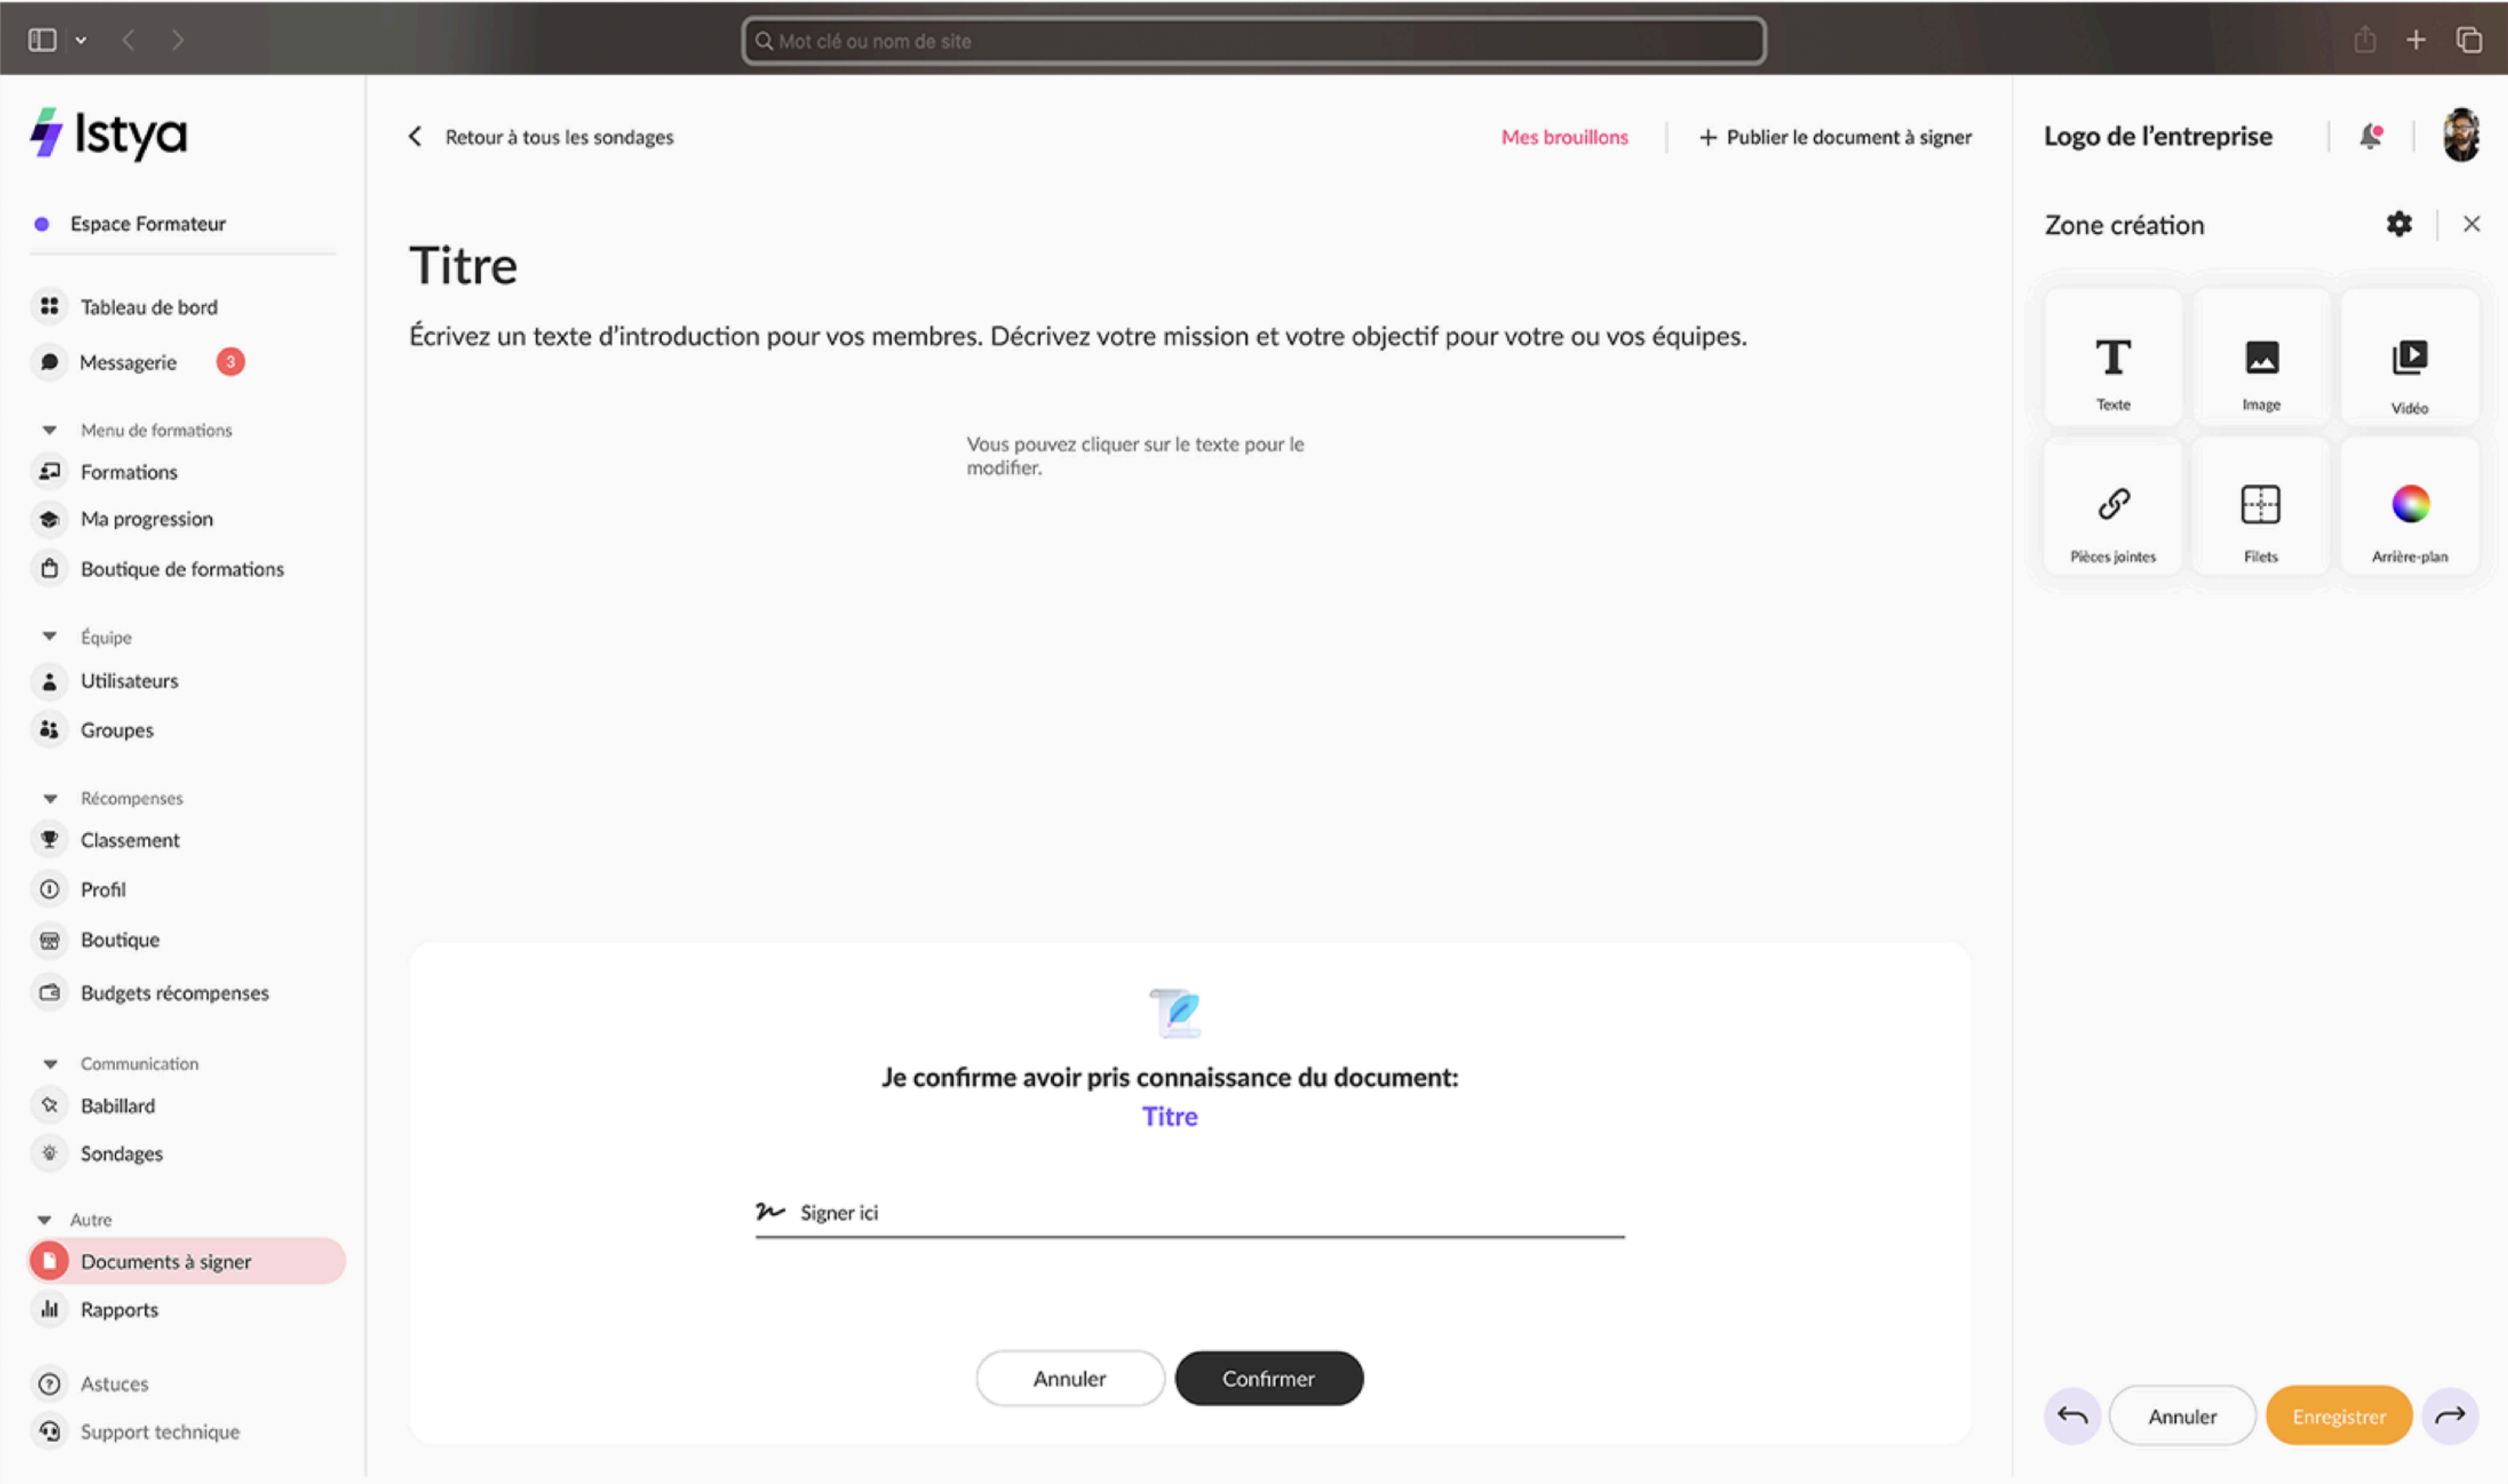 Mot clé ou nom de site
Istya
Espace Formateur
Tableau de bord
Messagerie 3
Menu de formations
Formations
Ma progression
Boutique de formations
Équipe
Utilisateurs
Groupes
Récompenses
Classement
Profil
Boutique
Budgets récompenses
Communication
Babillard
Sondages
Autre
Documents à signer
Rapports
Astuces
Support technique
Retour à tous les sondages
Mes brouillons
+ Publier le document à signer
Titre
Écrivez un texte d’introduction pour vos membres. Décrivez votre mission et votre objectif pour votre ou vos équipes.
Vous pouvez cliquer sur le texte pour le
modifier.
Je confirme avoir pris connaissance du document:
Titre
Signer ici
Annuler
Confirmer
Logo de l’entreprise
Zone création
Texte
Image
Vidéo
Pièces jointes
Filets
Arrière-plan
Annuler
Enregistrer